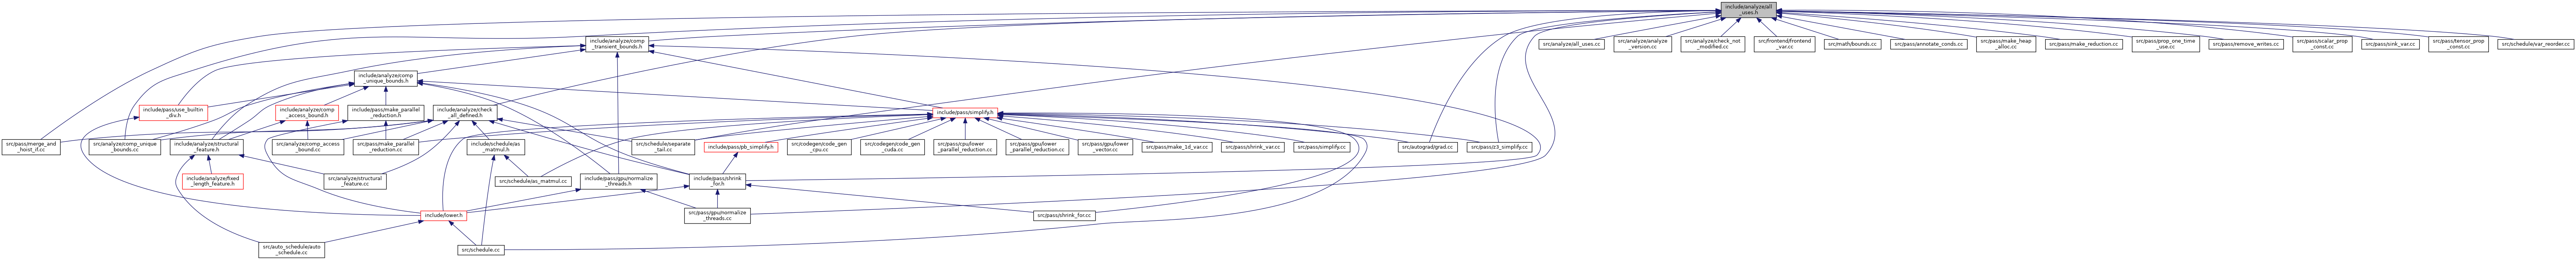 include/analyze/all
_uses.h
include/analyze/comp
_transient_bounds.h
src/analyze/all_uses.cc
src/analyze/analyze
_version.cc
src/analyze/check_not
_modified.cc
src/frontend/frontend
_var.cc
src/math/bounds.cc
src/pass/annotate_conds.cc
src/pass/make_heap
_alloc.cc
src/pass/make_reduction.cc
src/pass/prop_one_time
_use.cc
src/pass/remove_writes.cc
src/pass/scalar_prop
_const.cc
src/pass/sink_var.cc
src/pass/tensor_prop
_const.cc
src/schedule/var_reorder.cc
include/analyze/comp
_unique_bounds.h
include/pass/use_builtin
_div.h
include/analyze/comp
_access_bound.h
include/pass/make_parallel
_reduction.h
include/analyze/check
_all_defined.h
include/pass/simplify.h
src/pass/merge_and
_hoist_if.cc
src/analyze/comp_unique
_bounds.cc
include/analyze/structural
_feature.h
src/analyze/comp_access
_bound.cc
src/pass/make_parallel
_reduction.cc
include/schedule/as
_matmul.h
src/schedule/separate
_tail.cc
include/pass/pb_simplify.h
src/codegen/code_gen
_cpu.cc
src/codegen/code_gen
_cuda.cc
src/pass/cpu/lower
_parallel_reduction.cc
src/pass/gpu/lower
_parallel_reduction.cc
src/pass/gpu/lower
_vector.cc
src/pass/make_1d_var.cc
src/pass/shrink_var.cc
src/pass/simplify.cc
src/autograd/grad.cc
src/pass/z3_simplify.cc
include/analyze/fixed
_length_feature.h
src/analyze/structural
_feature.cc
src/schedule/as_matmul.cc
include/pass/gpu/normalize
_threads.h
include/pass/shrink
_for.h
include/lower.h
src/pass/gpu/normalize
_threads.cc
src/pass/shrink_for.cc
src/auto_schedule/auto
_schedule.cc
src/schedule.cc